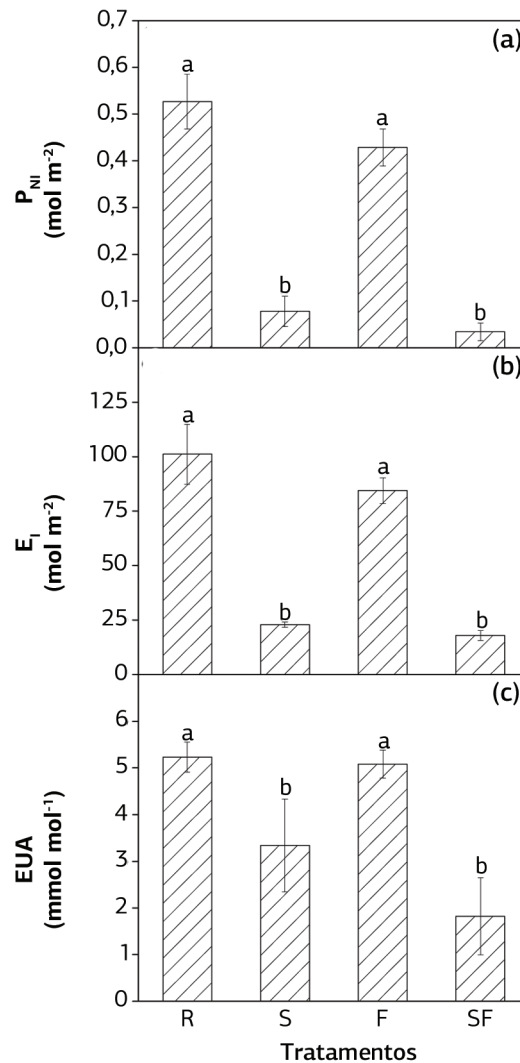 (a)
0,7
0,6
0,5
0,4
0,3
0,2
0,1
0,0
P_NI
(mol m⁻²)
a
b
a
b
(b)
125
100
75
50
25
0
E_I
(mol m⁻²)
a
b
a
b
(c)
6
5
4
3
2
1
0
EUA
(mmol mol⁻¹)
a
b
a
b
R S F SF
Tratamentos